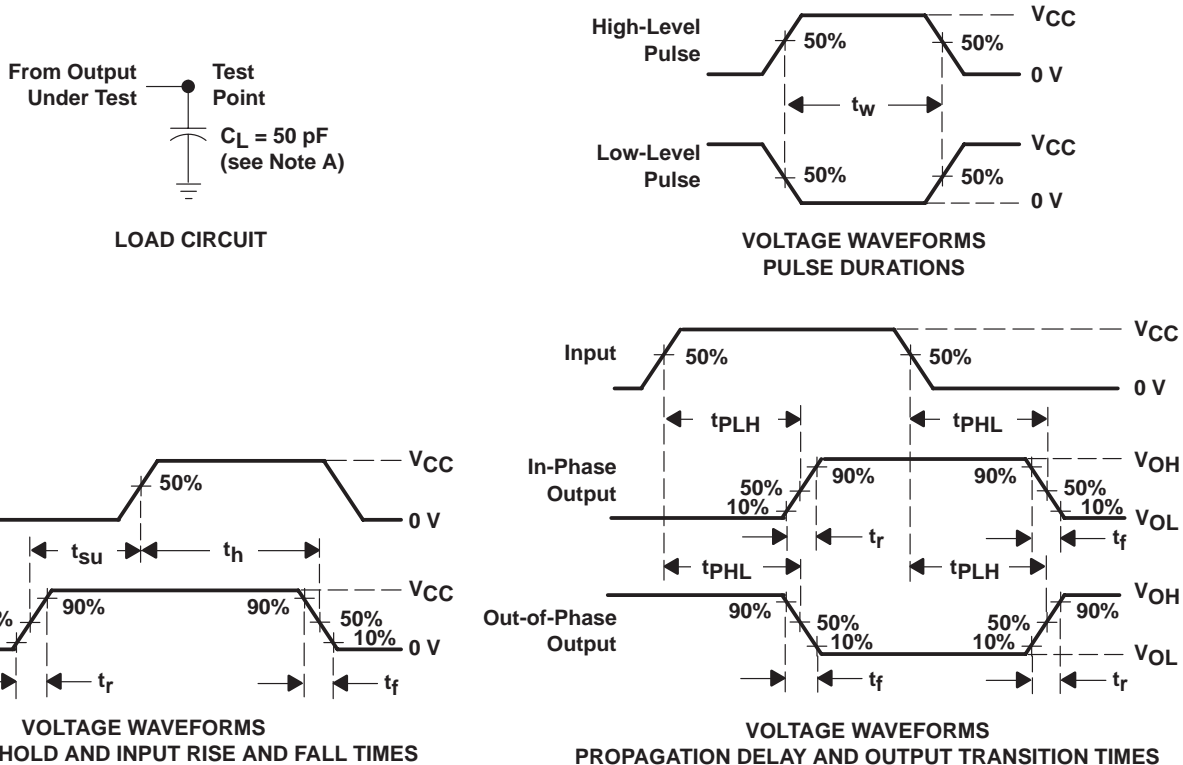 From Output
Under Test
Test
Point
CL = 50 pF
(see Note A)
LOAD CIRCUIT
High-Level
Pulse
50%
50%
VCC
0 V
tw
Low-Level
Pulse
50%
50%
VCC
0 V
VOLTAGE WAVEFORMS
PULSE DURATIONS
50%
VCC
0 V
tsu
th
90%
90%
50%
10%
VCC
0 V
tr
tf
VOLTAGE WAVEFORMS
HOLD AND INPUT RISE AND FALL TIMES
Input
50%
50%
VCC
0 V
tPLH
tPHL
In-Phase
Output
50%
10%
90%
90%
50%
10%
VOH
VOL
tr
tf
tPHL
tPLH
Out-of-Phase
Output
90%
50%
10%
50%
10%
90%
VOH
VOL
tf
tr
VOLTAGE WAVEFORMS
PROPAGATION DELAY AND OUTPUT TRANSITION TIMES